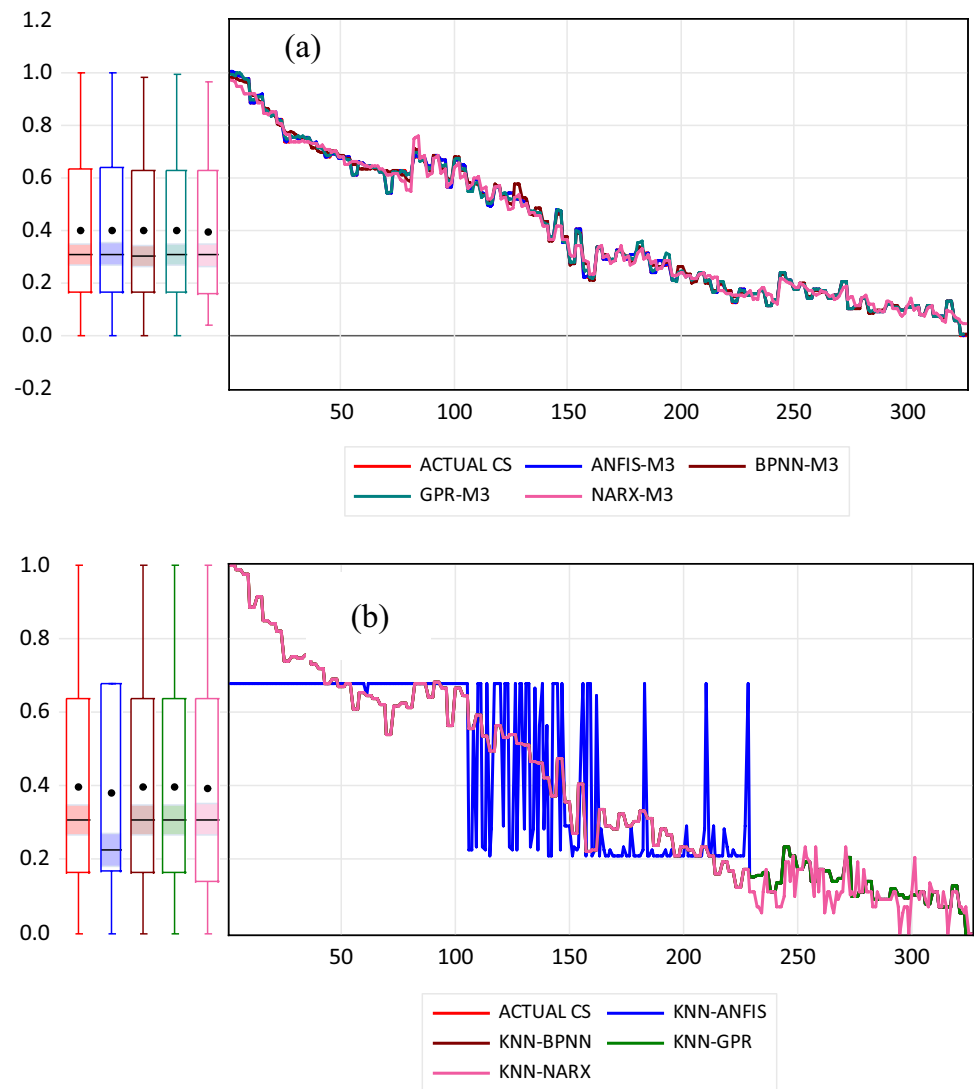 1.2
(a)
1.0
0.8
0.6
0.4
0.2
0.0
-0.2
50 100 150 200 250 300
ACTUAL CS ANFIS-M3 BPNN-M3
GPR-M3 NARX-M3
1.0
(b)
0.8
0.6
0.4
0.2
0.0
50 100 150 200 250 300
ACTUAL CS KNN-ANFIS
KNN-BPNN KNN-GPR
KNN-NARX